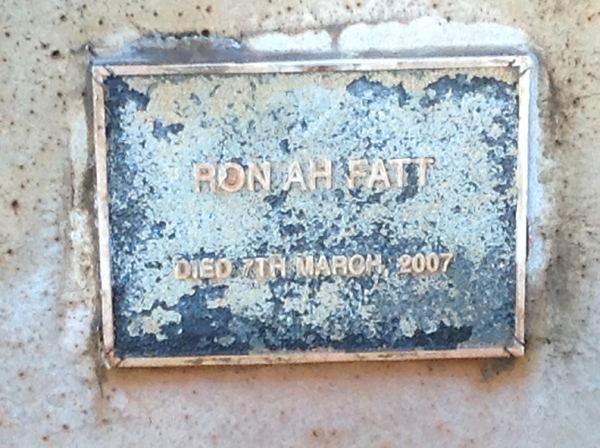 RON AH FATT
DIED 7TH MARCH, 2007